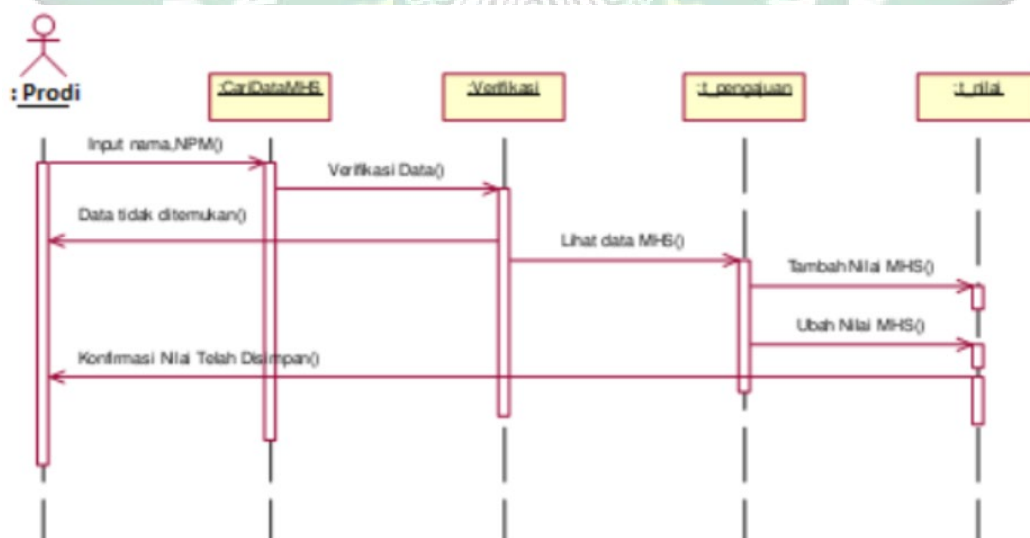 : Prodi
:CariDataMHS
:Verifikasi
:t_pengajuan
:t_nilai
Input nama,NPM()
Verifikasi Data()
Data tidak ditemukan()
Lihat data MHS()
Tambah Nilai MHS()
Ubah Nilai MHS()
Konfirmasi Nilai Telah Disimpan()